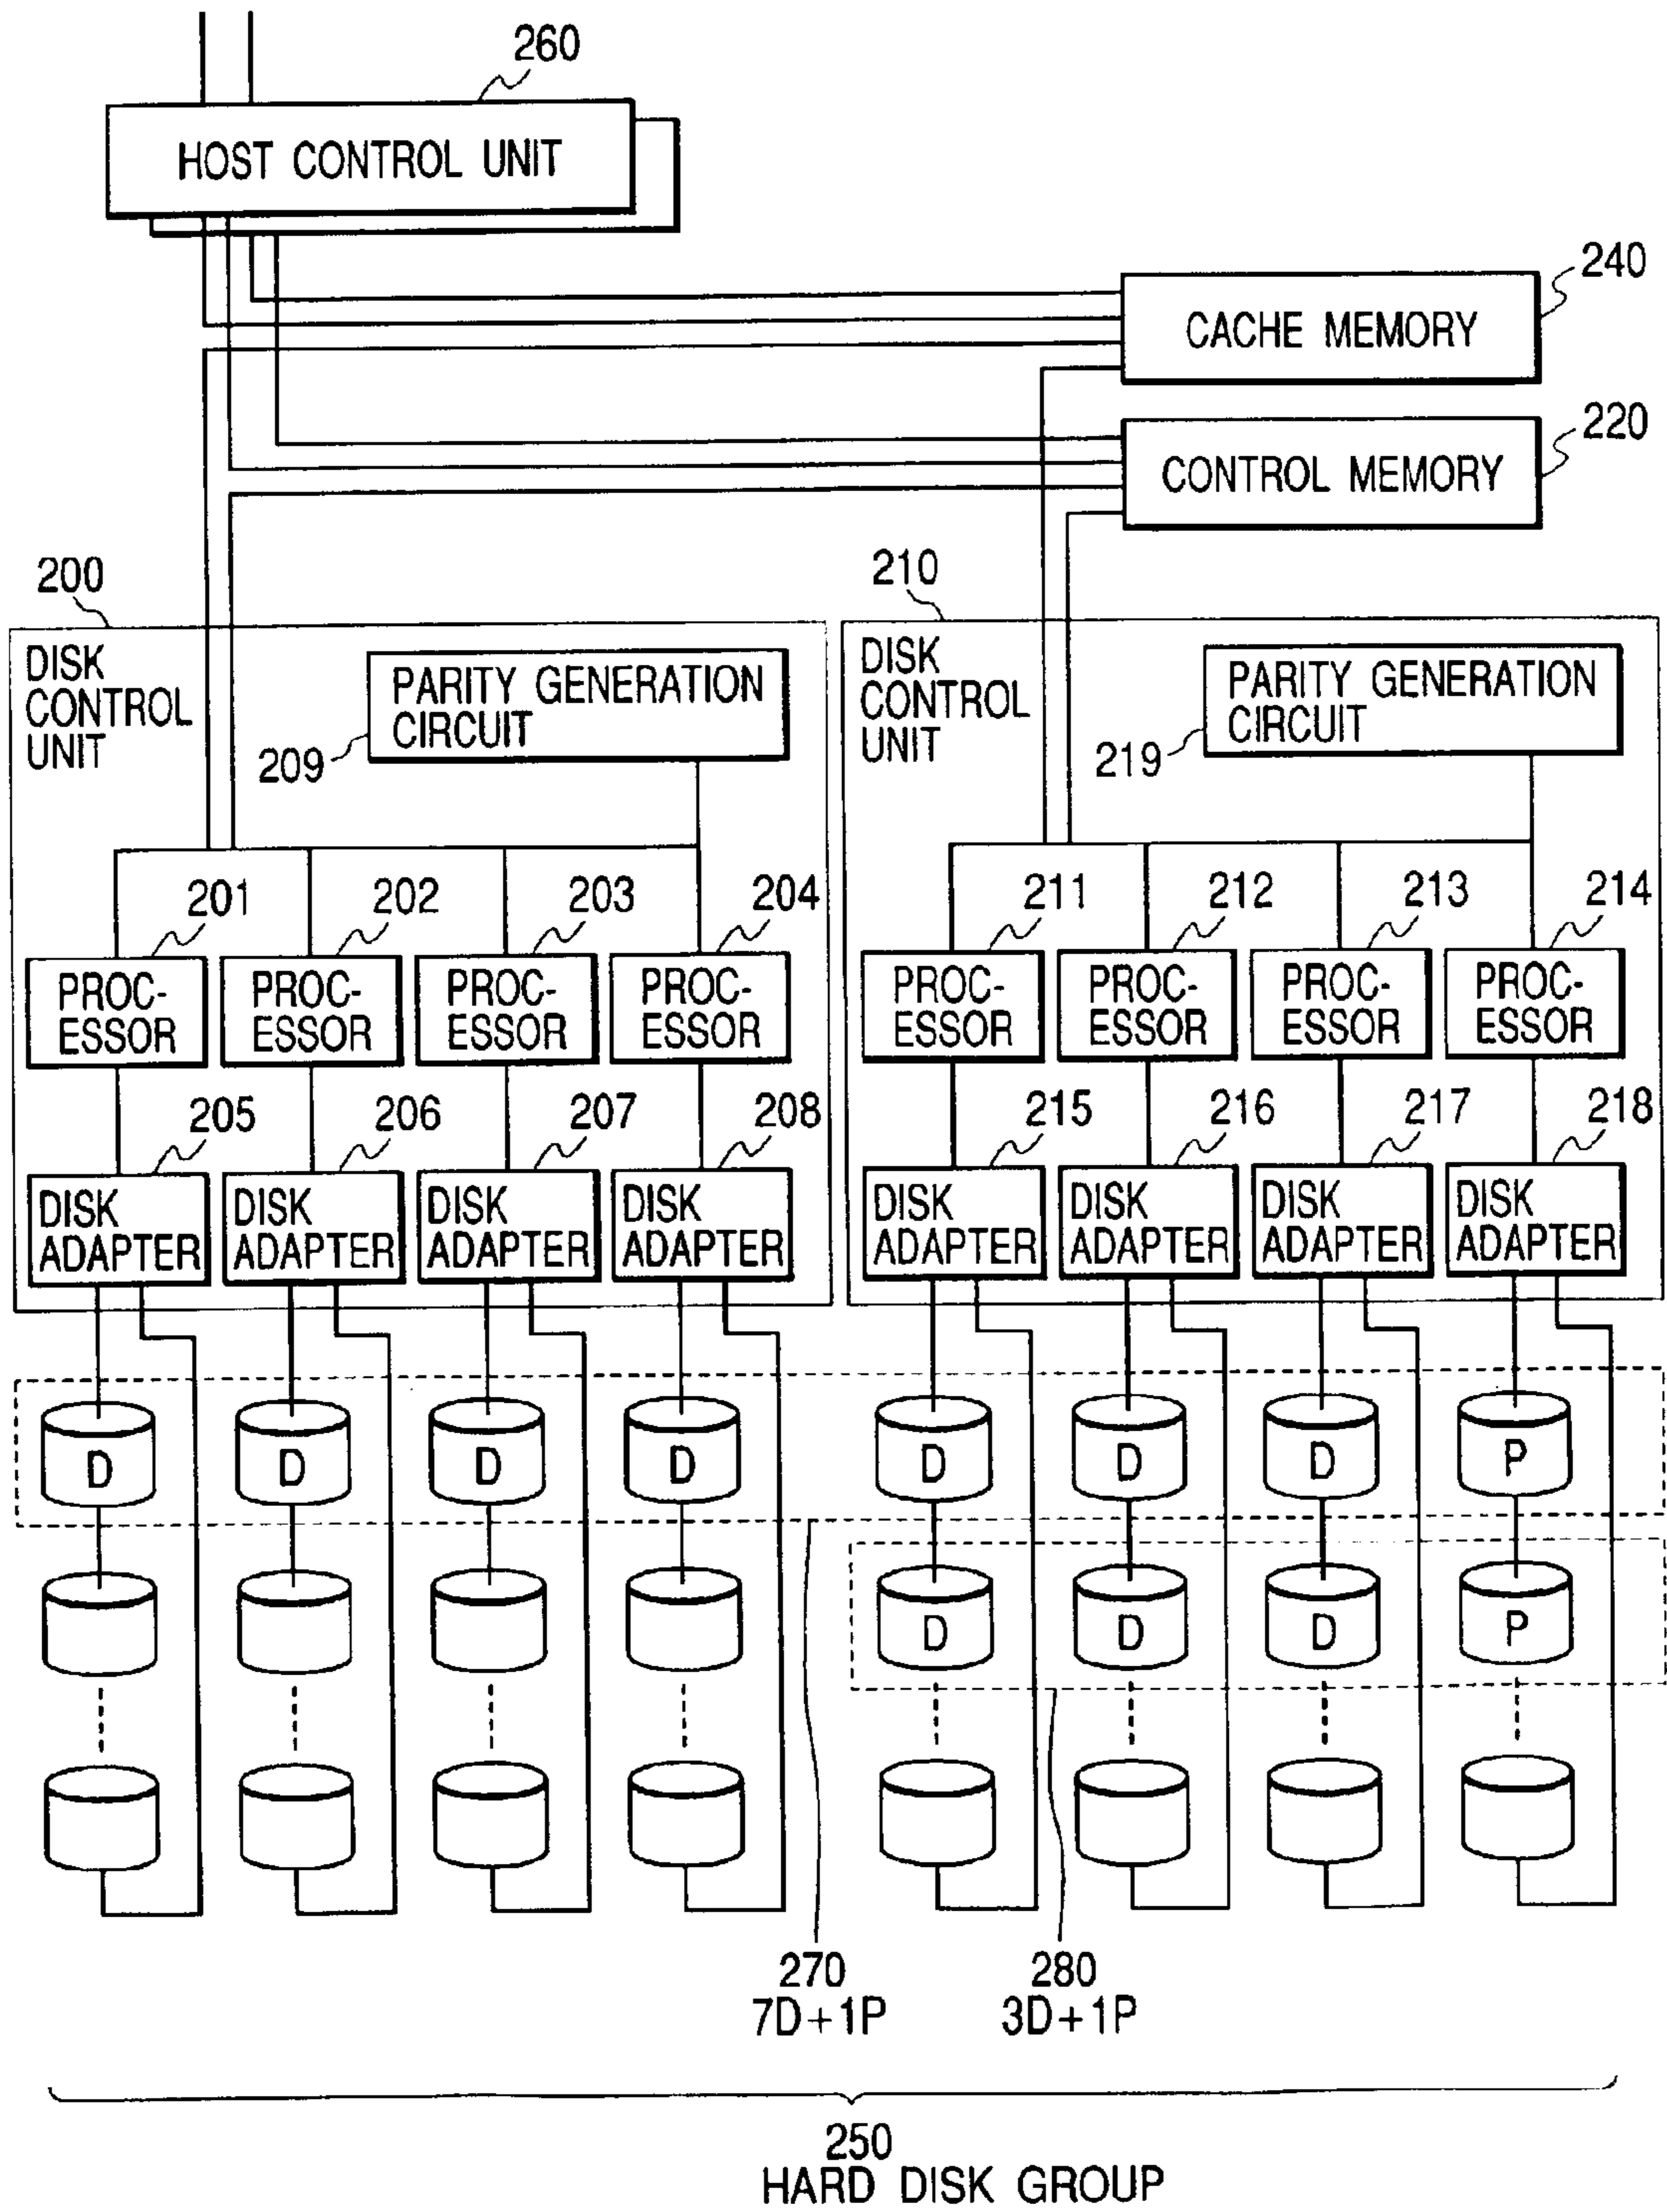 260
HOST CONTROL UNIT
240
CACHE MEMORY
220
CONTROL MEMORY
200
DISK
CONTROL
UNIT
PARITY GENERATION
CIRCUIT
209
210
DISK
CONTROL
UNIT
PARITY GENERATION
CIRCUIT
219
201
202
203
204
211
212
213
214
PROC-
ESSOR
PROC-
ESSOR
PROC-
ESSOR
PROC-
ESSOR
PROC-
ESSOR
PROC-
ESSOR
PROC-
ESSOR
PROC-
ESSOR
205
206
207
208
215
216
217
218
DISK
ADAPTER
DISK
ADAPTER
DISK
ADAPTER
DISK
ADAPTER
DISK
ADAPTER
DISK
ADAPTER
DISK
ADAPTER
DISK
ADAPTER
D
D
D
D
D
D
D
P
D
D
D
P
270
7D+1P
280
3D+1P
250
HARD DISK GROUP